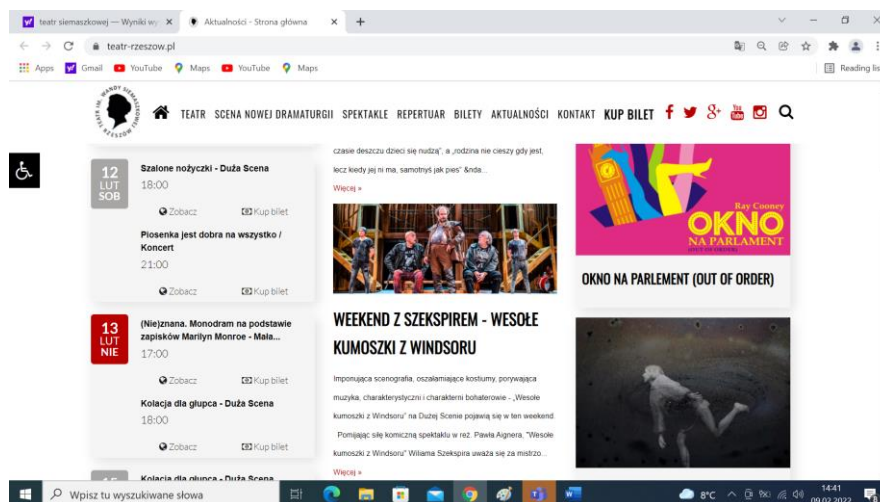 teatr siemaszkowej — Wyniki wy
Aktualności - Strona główna
teatr-rzeszow.pl
Apps
Gmail
YouTube
Maps
YouTube
Maps
Reading lis
TEATR SCENA NOWEJ DRAMATURGII SPEKTAKLE REPERTUAR BILETY AKTUALNOŚCI KONTAKT KUP BILET
12
LUT
SOB
Szalone nożyczki - Duża Scena
18:00
Zobacz
Kup bilet
Piosenka jest dobra na wszystko /
Koncert
21:00
Zobacz
Kup bilet
13
LUT
NIE
(Nie)znana. Monodram na podstawie
zapisków Marilyn Monroe - Mała...
17:00
Zobacz
Kup bilet
Kolacja dla głupca - Duża Scena
18:00
Zobacz
Kup bilet
Kolacja dla głupca - Duża Scena
czasie deszczu dzieci się nudzą", a „rodzina nie cieszy gdy jest,
lecz kiedy jej ni ma, samotnyś jak pies" &nda...
Więcej »
WEEKEND Z SZEKSPIREM - WESOŁE
KUMOSZKI Z WINDSORU
Imponująca scenografia, oszałamiające kostiumy, porywająca
muzyka, charakterystyczni i charakterni bohaterowie - „Wesołe
kumoszki z Windsoru" na Dużej Scenie pojawią się w ten weekend.
Pomijając siłę komiczną spektaklu w reż. Pawła Aignera, "Wesołe
kumoszki z Windsoru" Wiliama Szekspira uważa się za mistrzo...
Więcej »
Ray Cooney
OKNO
NA PARLAMENT
OKNO NA PARLEMENT (OUT OF ORDER)
Wpisz tu wyszukiwane słowa
8°C
14:41
09.02.2022